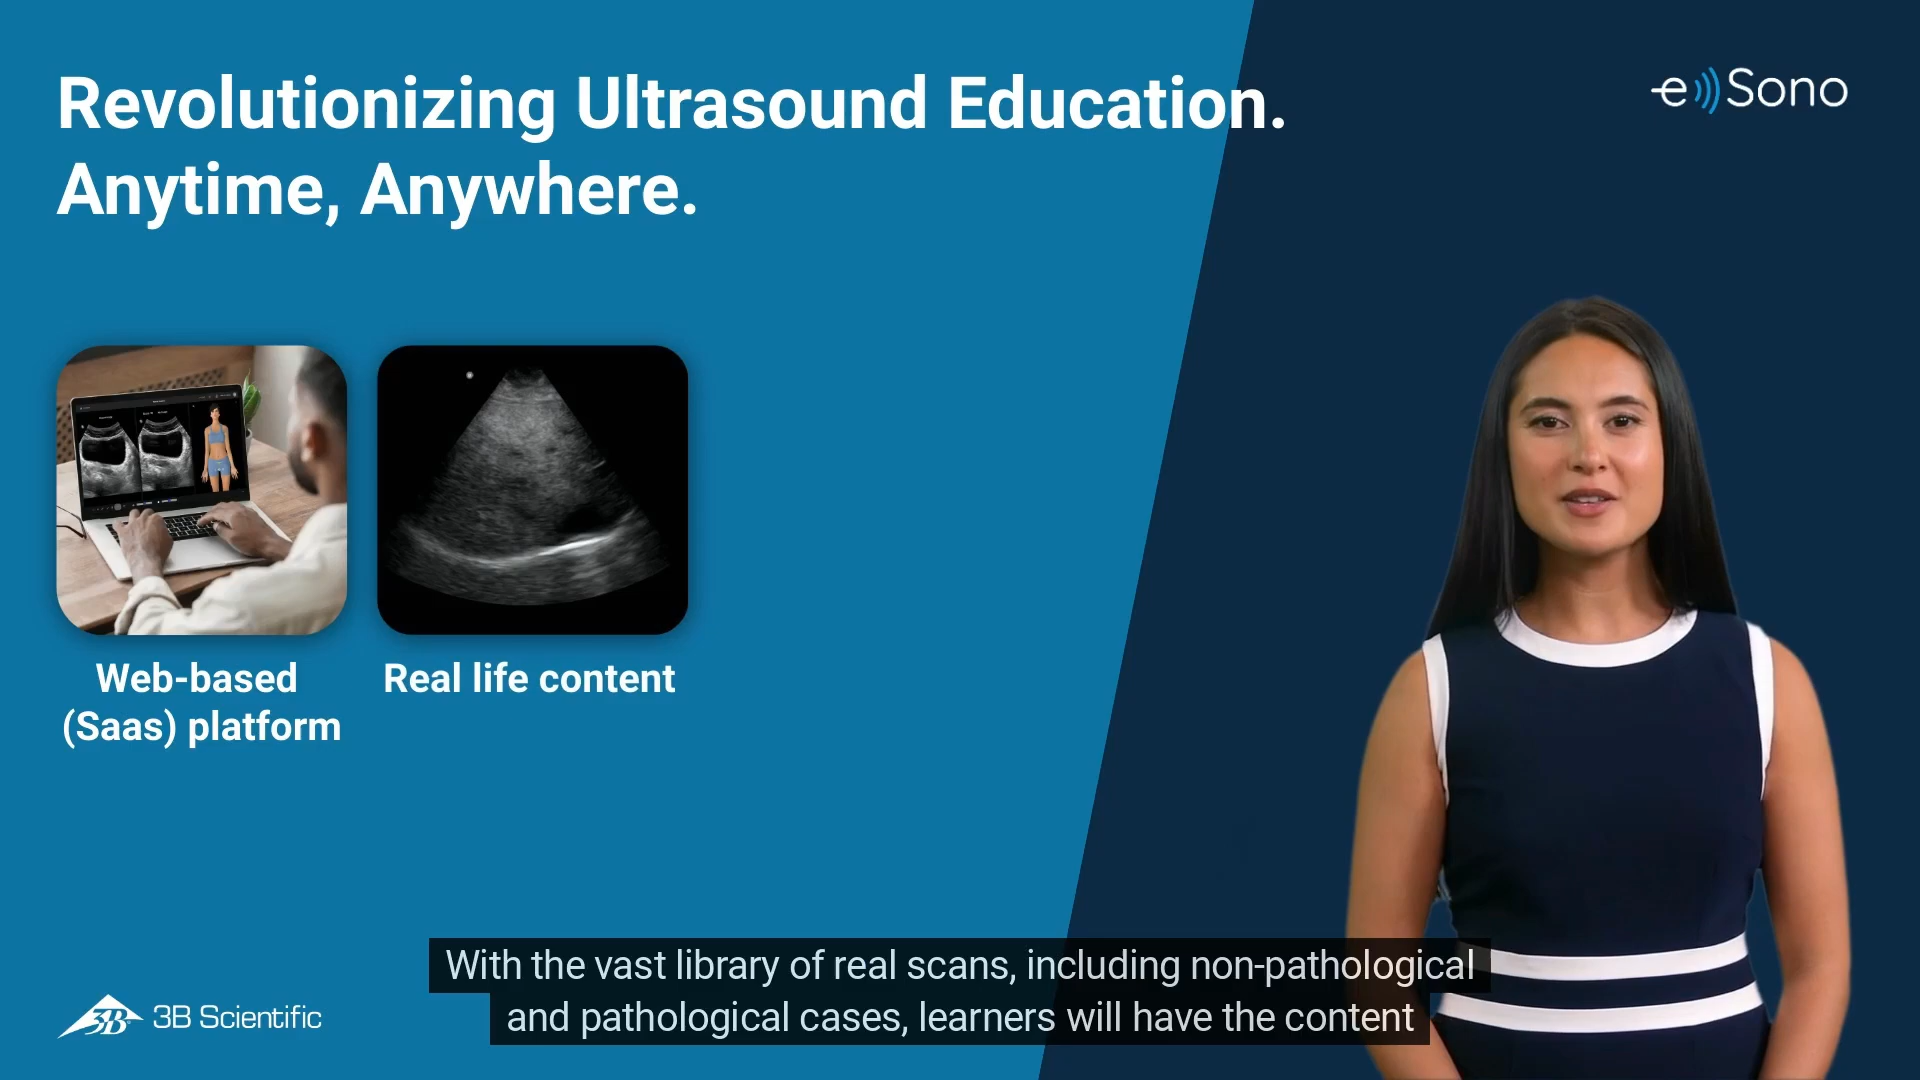 Revolutionizing Ultrasound Education.
Anytime, Anywhere.
e Sono
Web-based
(Saas) platform
Real life content
With the vast library of real scans, including non-pathological
and pathological cases, learners will have the content
3B 3B Scientific